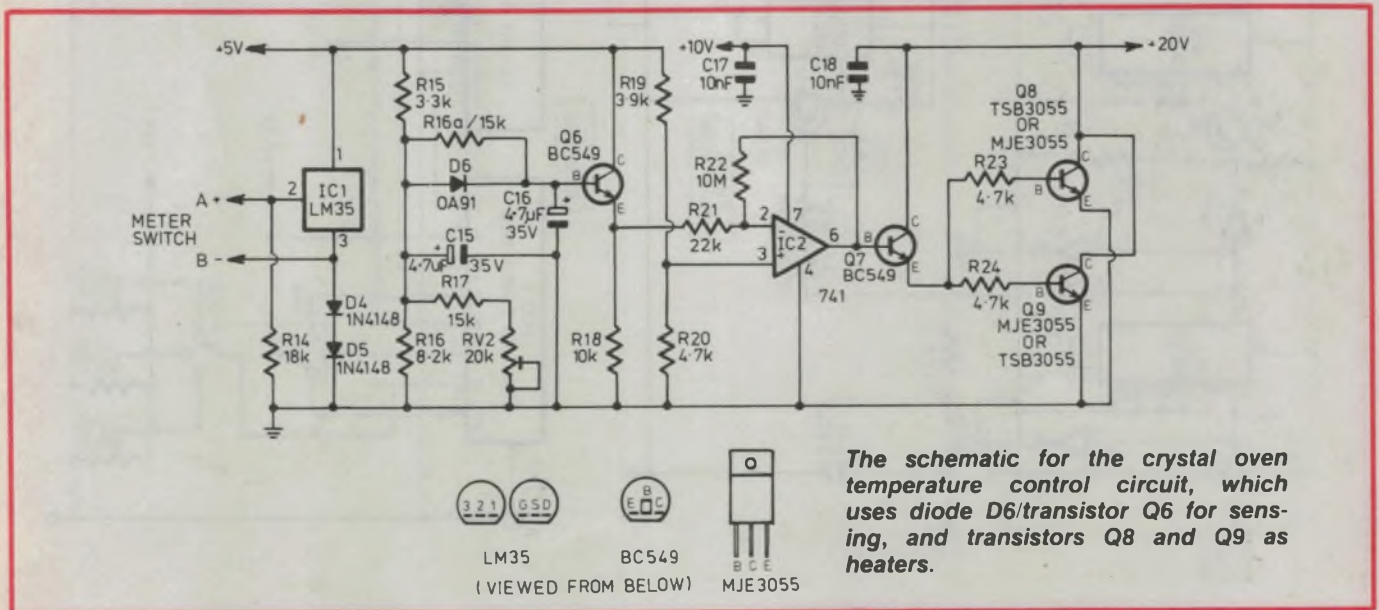 +5V
+10V
+20V
R15
3·3k
R16a/15k
D6
OA91
Q6
BC549
C
B
E
C16
4·7µF
35V
+
R19
3·9k
C17
10nF
C18
10nF
Q8
TSB3055
OR
MJE3055
C
B
E
R23
4·7k
R22
10M
1
IC1
LM35
2
3
A+
METER
SWITCH
B-
+
C15
4·7µF
35V
R21
22k
2
7
-
IC2
+
3
4
6
741
Q7
BC549
B
C
E
R24
4·7k
C
B
E
Q9
MJE3055
OR
TSB3055
D4
1N4148
D5
1N4148
R14
18k
R17
15k
R16
8·2k
RV2
20k
R18
10k
R20
4·7k
3 2 1
G S D
LM35
B
E C
BC549
(VIEWED FROM BELOW)
B C E
MJE3055
The schematic for the crystal oven
temperature control circuit, which
uses diode D6/transistor Q6 for sens-
ing, and transistors Q8 and Q9 as
heaters.